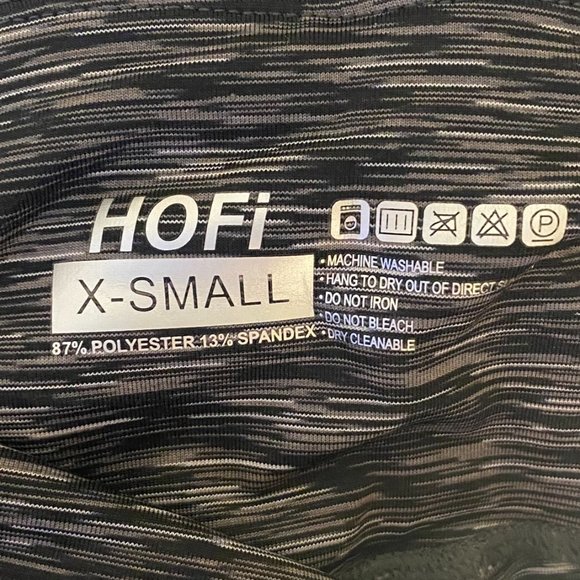 HOFi
X-SMALL
87% POLYESTER 13% SPANDEX
P
• MACHINE WASHABLE
• HANG TO DRY OUT OF DIRECT
• DO NOT IRON
• DO NOT BLEACH
• DRY CLEANABLE